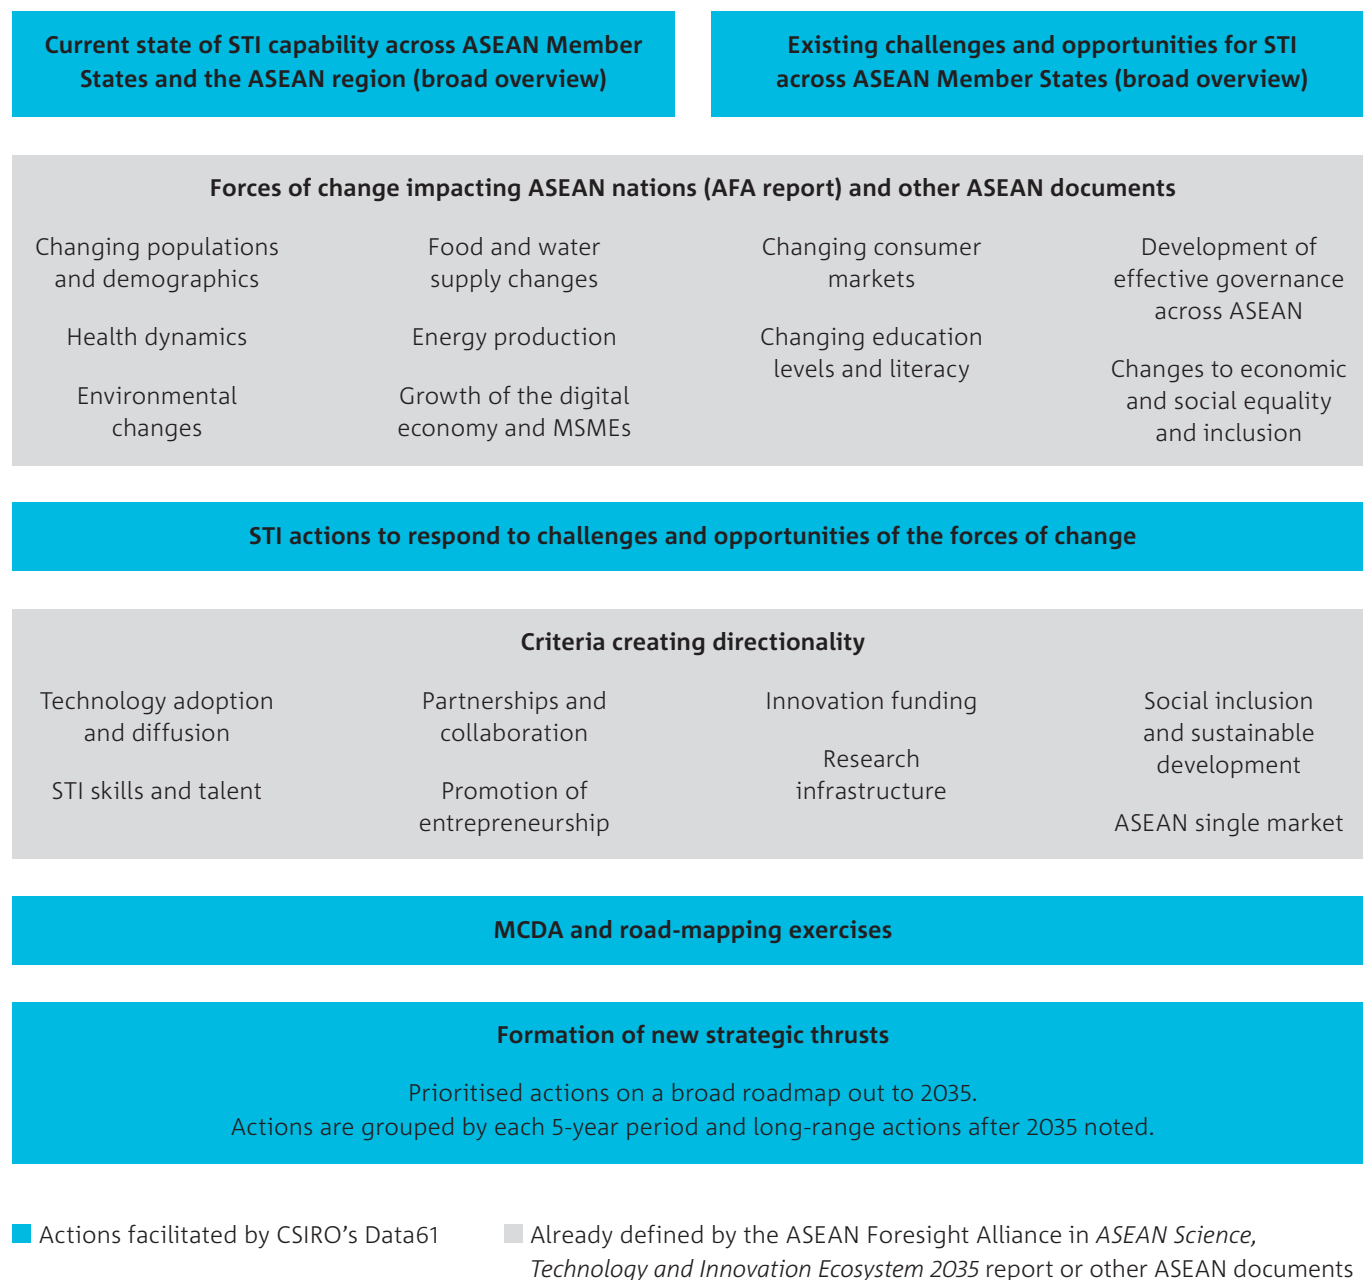 Current state of STI capability across ASEAN Member
States and the ASEAN region (broad overview)
Existing challenges and opportunities for STI
across ASEAN Member States (broad overview)
Forces of change impacting ASEAN nations (AFA report) and other ASEAN documents
Changing populations
and demographics
Health dynamics
Environmental
changes
Food and water
supply changes
Energy production
Growth of the digital
economy and MSMEs
Changing consumer
markets
Changing education
levels and literacy
Development of
effective governance
across ASEAN
Changes to economic
and social equality
and inclusion
STI actions to respond to challenges and opportunities of the forces of change
Criteria creating directionality
Technology adoption
and diffusion
STI skills and talent
Partnerships and
collaboration
Promotion of
entrepreneurship
Innovation funding
Research
infrastructure
Social inclusion
and sustainable
development
ASEAN single market
MCDA and road-mapping exercises
Formation of new strategic thrusts
Prioritised actions on a broad roadmap out to 2035.
Actions are grouped by each 5-year period and long-range actions after 2035 noted.
Actions facilitated by CSIRO's Data61
Already defined by the ASEAN Foresight Alliance in ASEAN Science,
Technology and Innovation Ecosystem 2035 report or other ASEAN documents